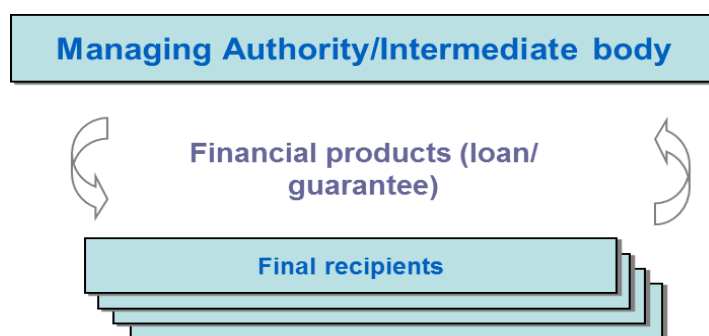 Managing Authority/Intermediate body
Financial products (loan/
guarantee)
Final recipients